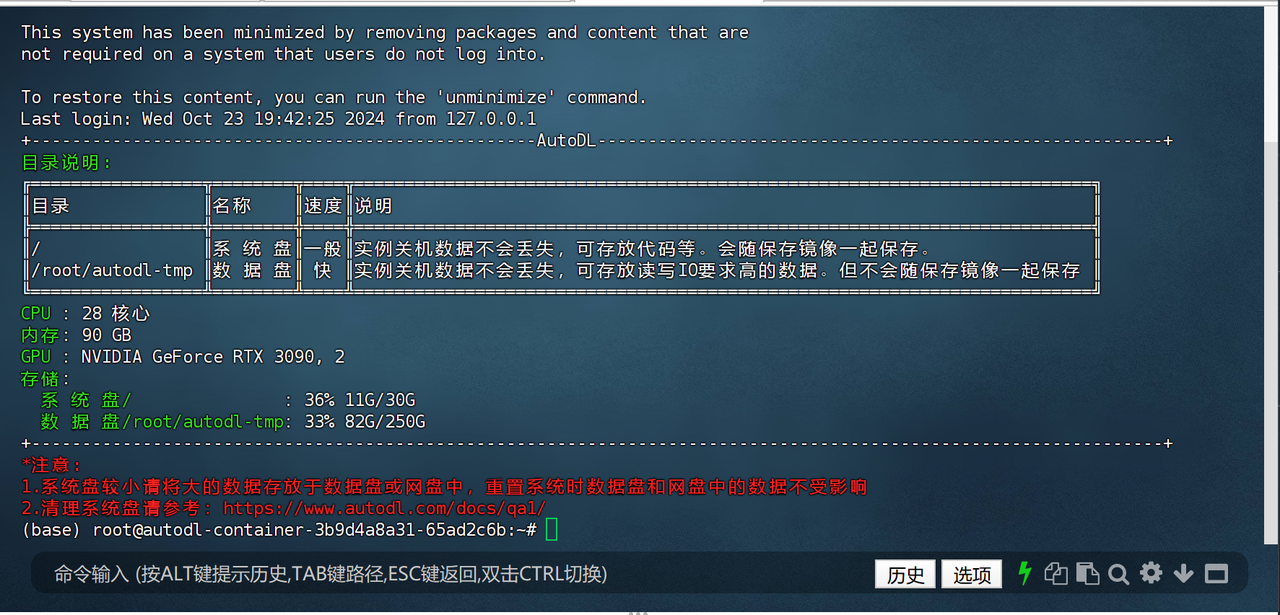 This system has been minimized by removing packages and content that are
not required on a system that users do not log into.
To restore this content, you can run the 'unminimize' command.
Last login: Wed Oct 23 19:42:25 2024 from 127.0.0.1
+--------------------------------------------------AutoDL--------------------------------------------------------+
目录说明:
目录 名称 速度 说明
/ 系 统 盘 一般 实例关机数据不会丢失，可存放代码等。会随保存镜像一起保存。
/root/autodl-tmp 数 据 盘 快 实例关机数据不会丢失，可存放读写IO要求高的数据。但不会随保存镜像一起保存
CPU : 28 核心
内存: 90 GB
GPU : NVIDIA GeForce RTX 3090, 2
存储:
系 统 盘/ : 36% 11G/30G
数 据 盘/root/autodl-tmp: 33% 82G/250G
+----------------------------------------------------------------------------------------------------------------+
*注意:
1.系统盘较小请将大的数据存放于数据盘或网盘中，重置系统时数据盘和网盘中的数据不受影响
2.清理系统盘请参考: https://www.autodl.com/docs/qa1/
(base) root@autodl-container-3b9d4a8a31-65ad2c6b:~#
命令输入 (按ALT键提示历史,TAB键路径,ESC键返回,双击CTRL切换) 历史 选项